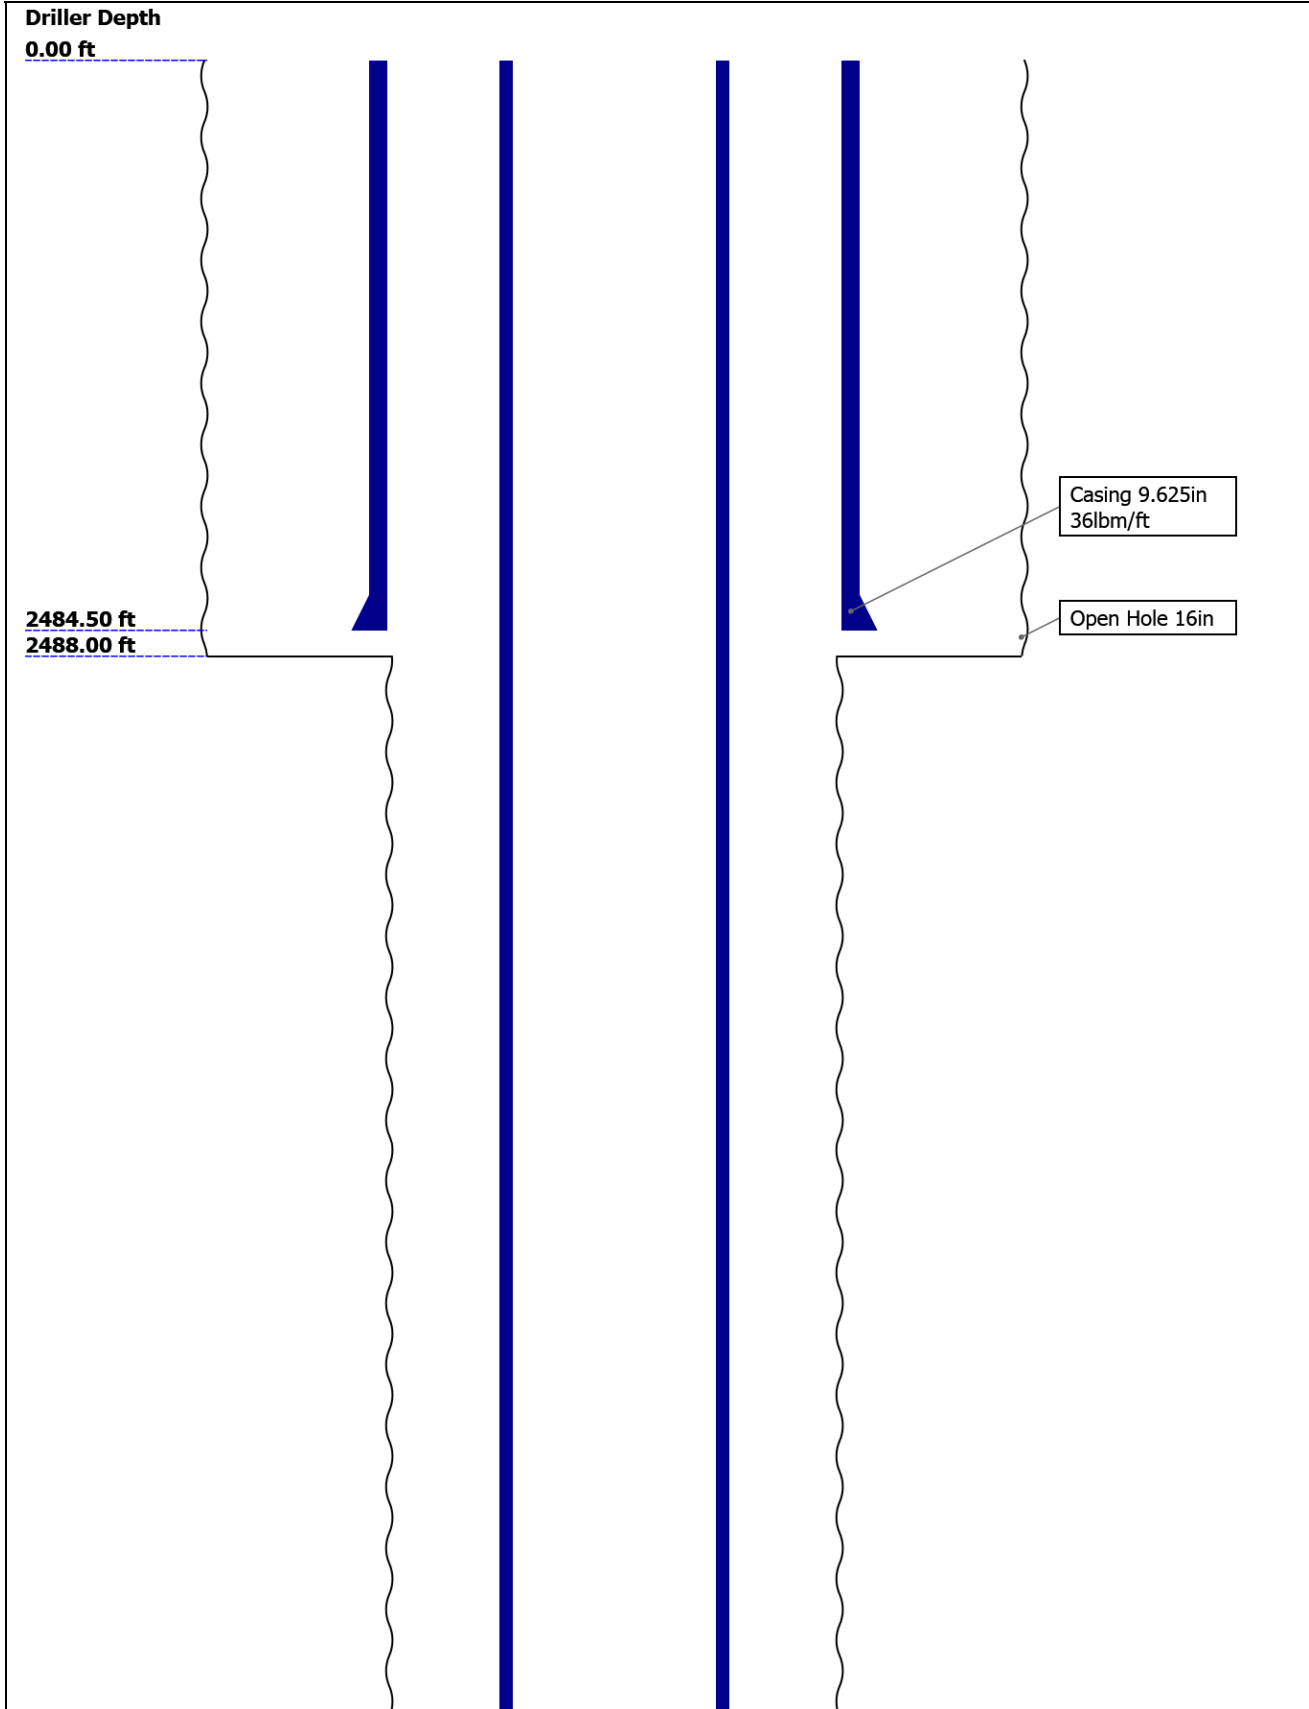 Driller Depth
0.00 ft
Casing 9.625in
36lbm/ft
2484.50 ft
Open Hole 16in
2488.00 ft